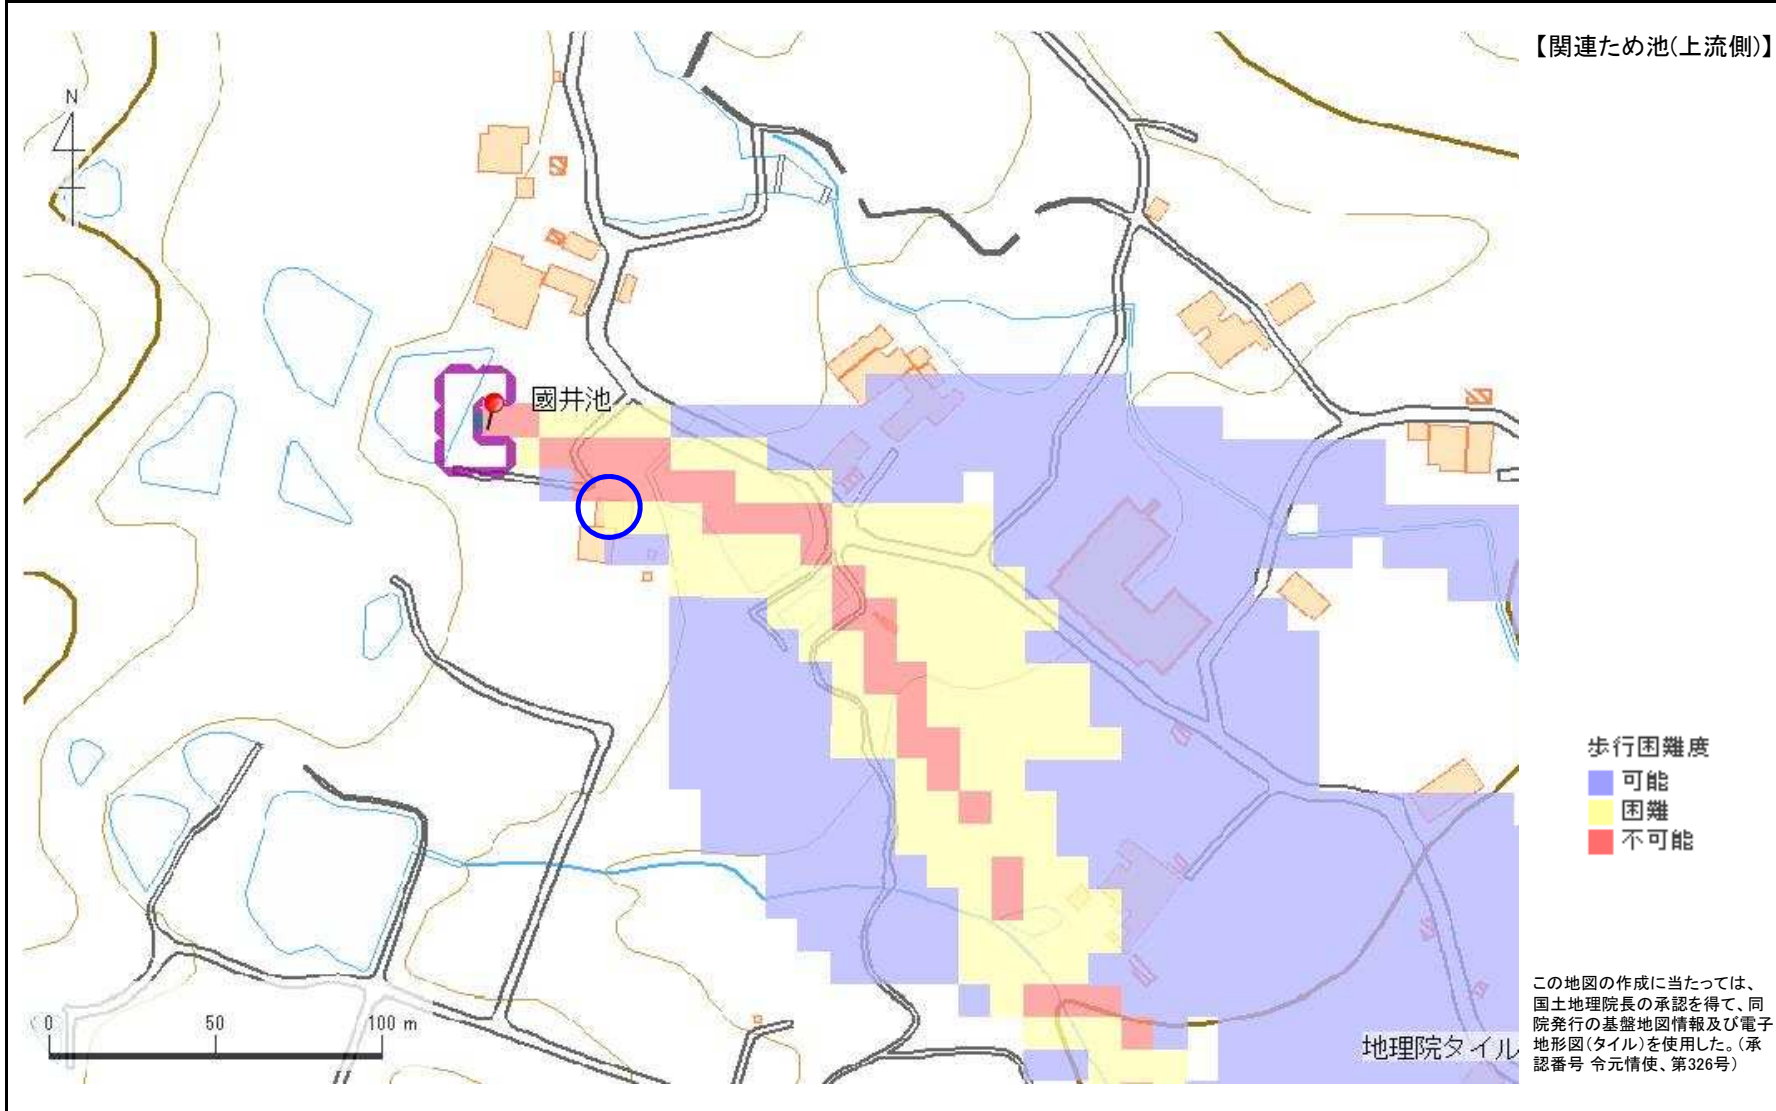 【関連ため池(上流側)】
N
國井池
歩行困難度
可能
困難
不可能
0 50 100 m
地理院タイル
この地図の作成に当たっては、
国土地理院長の承認を得て、同
院発行の基盤地図情報及び電子
地形図(タイル)を使用した。(承
認番号 令元情使、第326号)